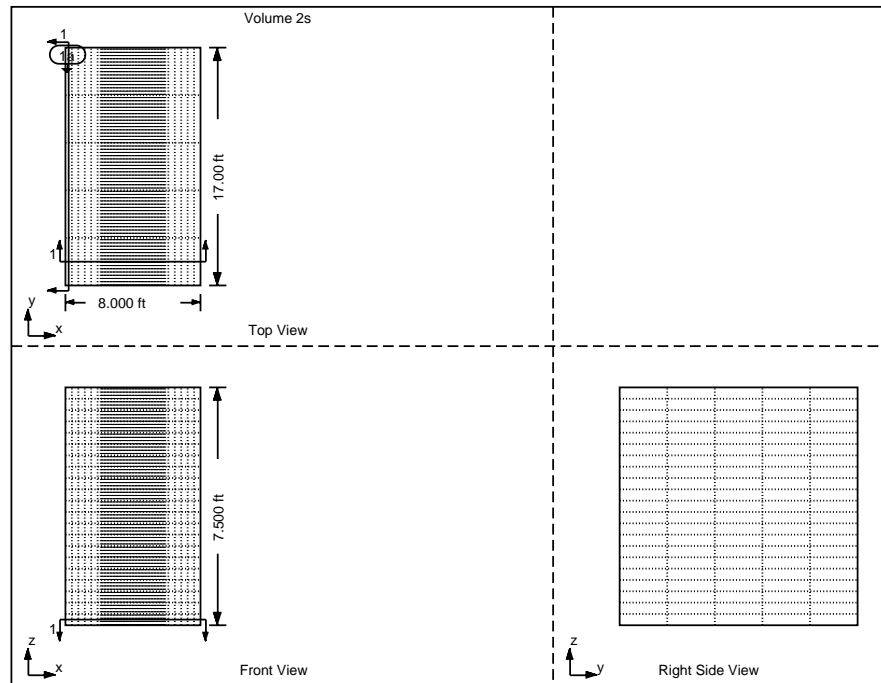 Volume 2s
1
1a
17.00 ft
1
8.000 ft
y
x
Top View
7.500 ft
1
z
x
Front View
z
y
Right Side View